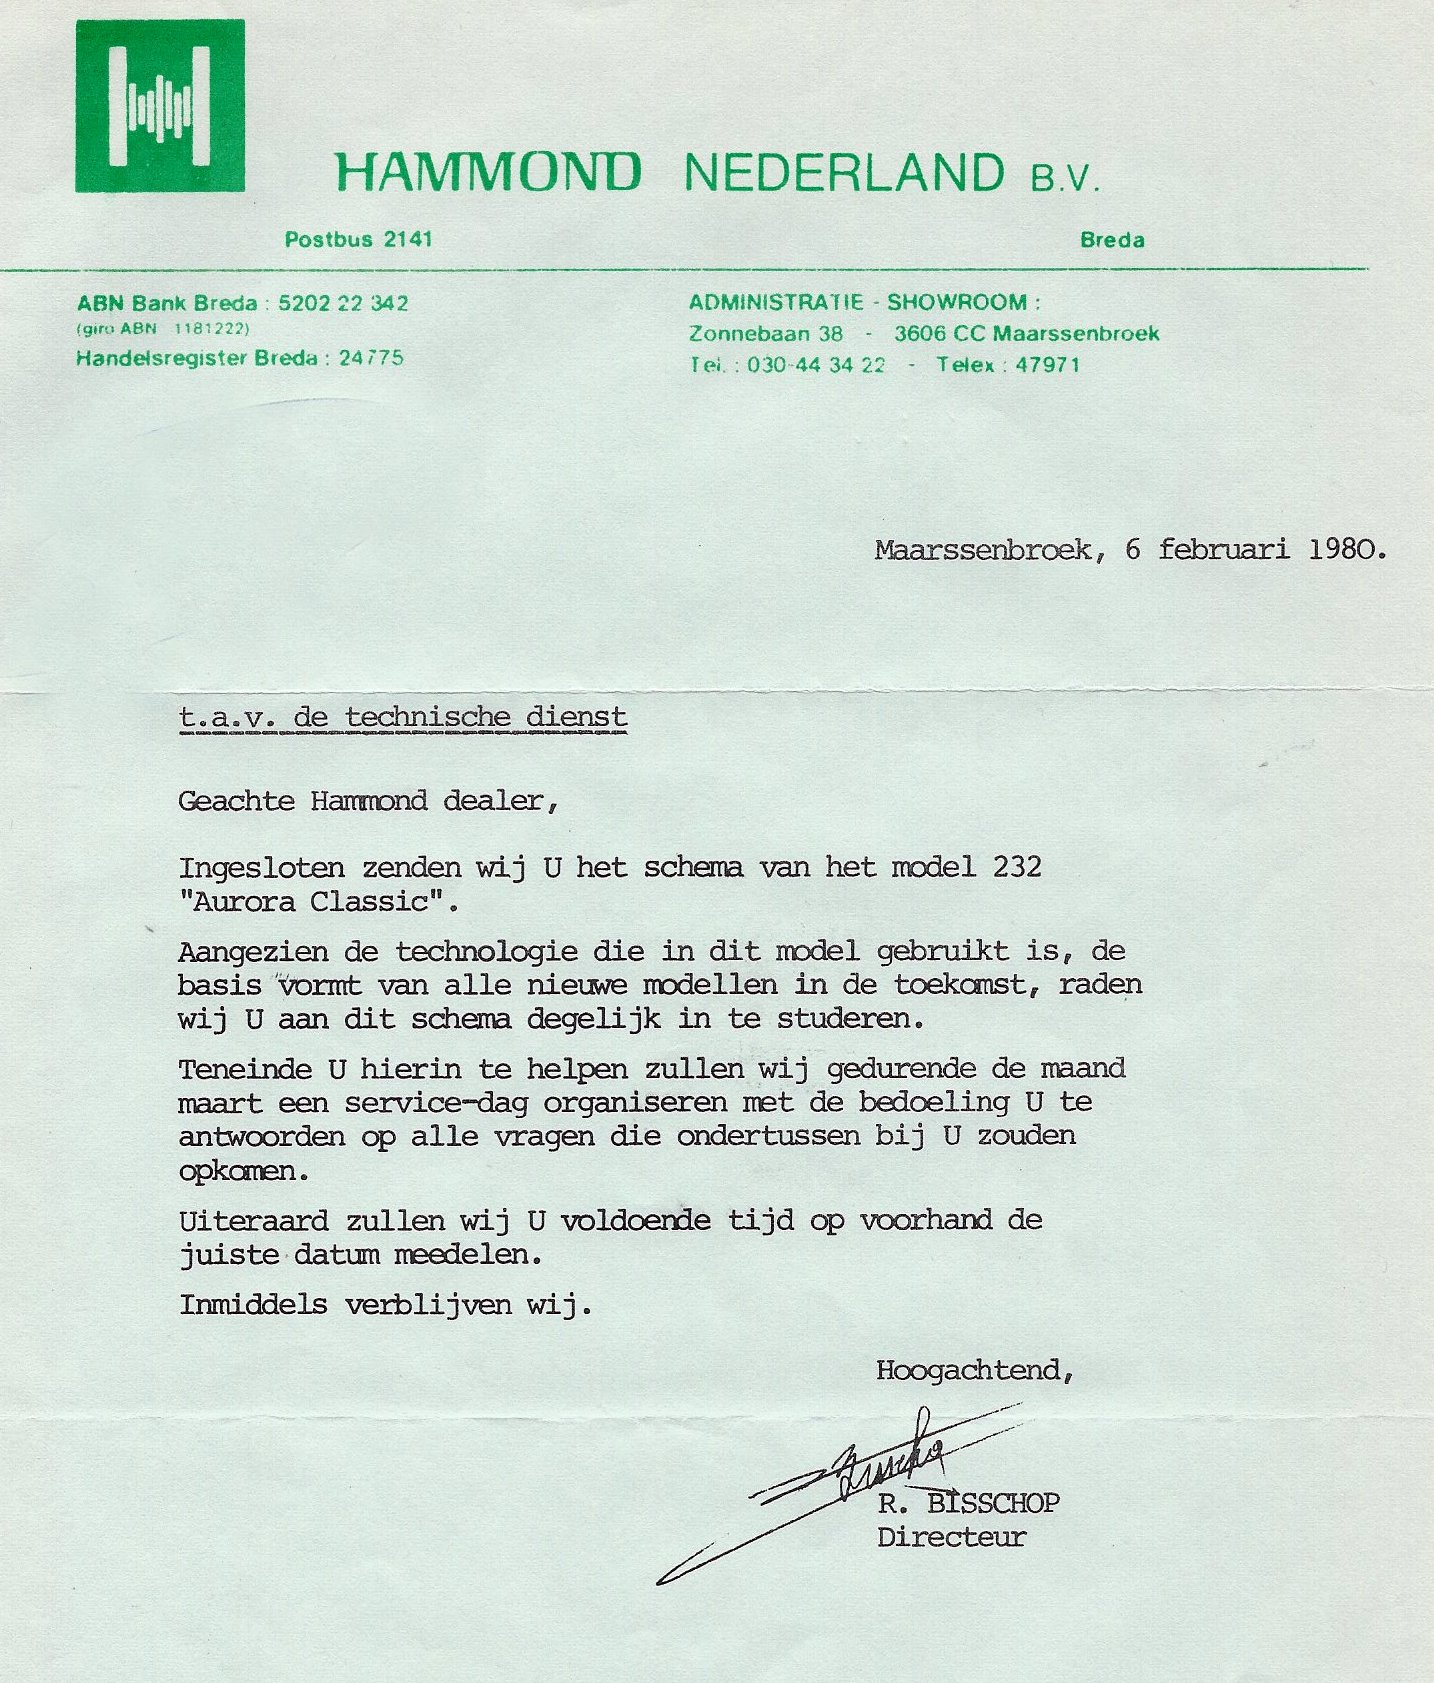 HAMMOND NEDERLAND B.V.
Postbus 2141 Breda
ABN Bank Breda : 5202 22 342
(giro ABN 1181222)
Handelsregister Breda : 24775
ADMINISTRATIE - SHOWROOM :
Zonnebaan 38 - 3606 CC Maarssenbroek
Tel. : 030-44 34 22 - Telex : 47971
Maarssenbroek, 6 februari 1980.
t.a.v. de technische dienst
Geachte Hammond dealer,
Ingesloten zenden wij U het schema van het model 232
"Aurora Classic".
Aangezien de technologie die in dit model gebruikt is, de
basis vormt van alle nieuwe modellen in de toekomst, raden
wij U aan dit schema degelijk in te studeren.
Teneinde U hierin te helpen zullen wij gedurende de maand
maart een service-dag organiseren met de bedoeling U te
antwoorden op alle vragen die ondertussen bij U zouden
opkomen.
Uiteraard zullen wij U voldoende tijd op voorhand de
juiste datum meedelen.
Inmiddels verblijven wij.
Hoogachtend,
R. BISSCHOP
Directeur